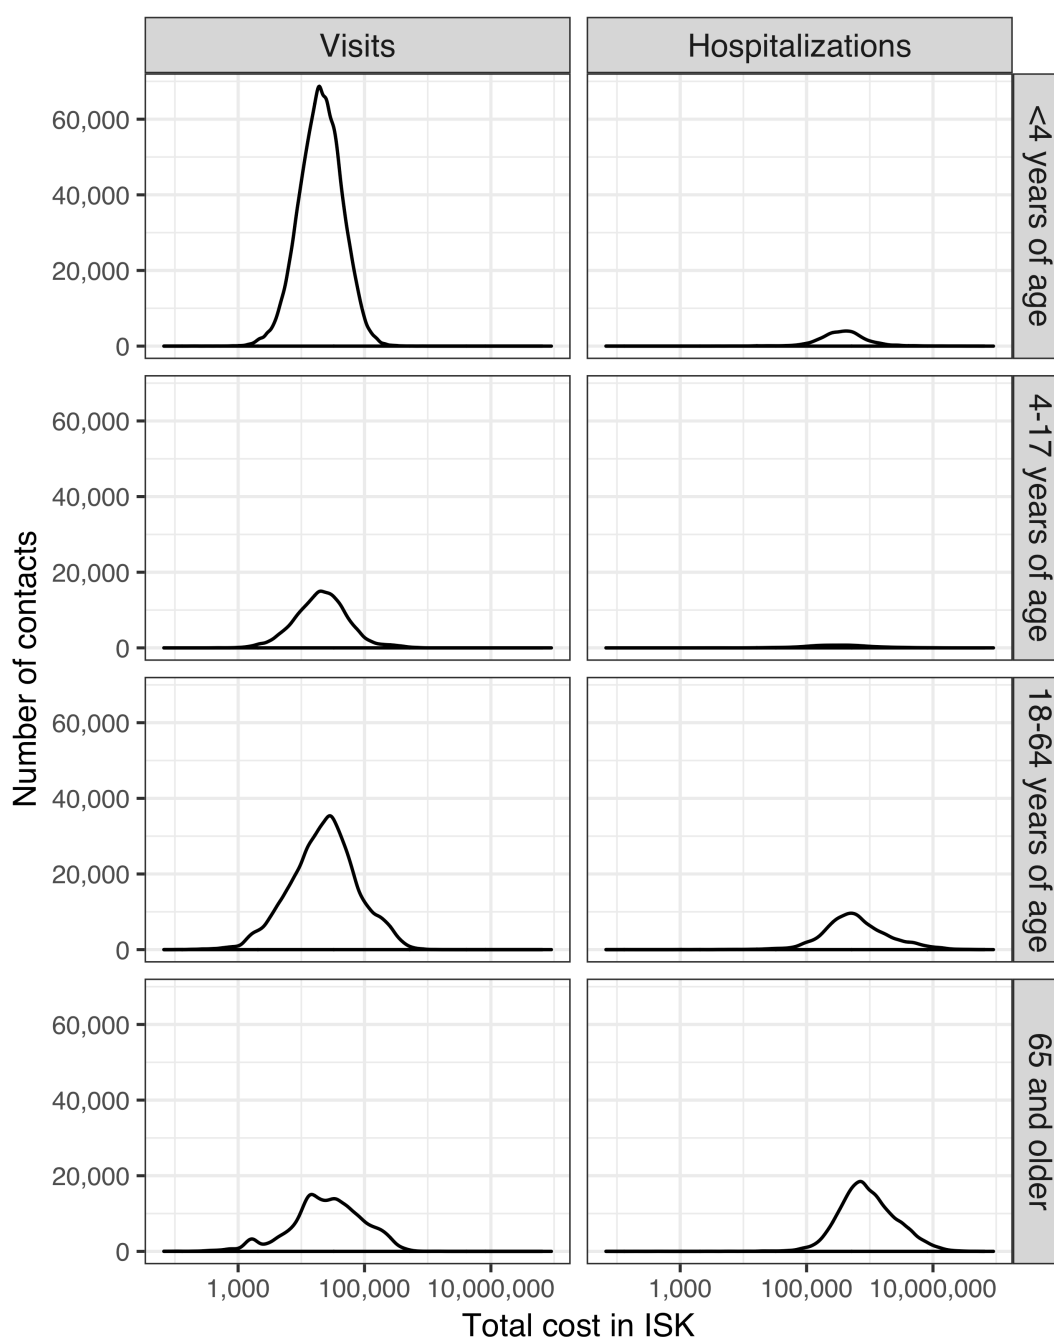 Visits
Hospitalizations
60,000
40,000
20,000
0
<4 years of age
60,000
40,000
20,000
0
4-17 years of age
Number of contacts
60,000
40,000
20,000
0
18-64 years of age
60,000
40,000
20,000
0
65 and older
1,000 100,000 10,000,000
1,000 100,000 10,000,000
Total cost in ISK